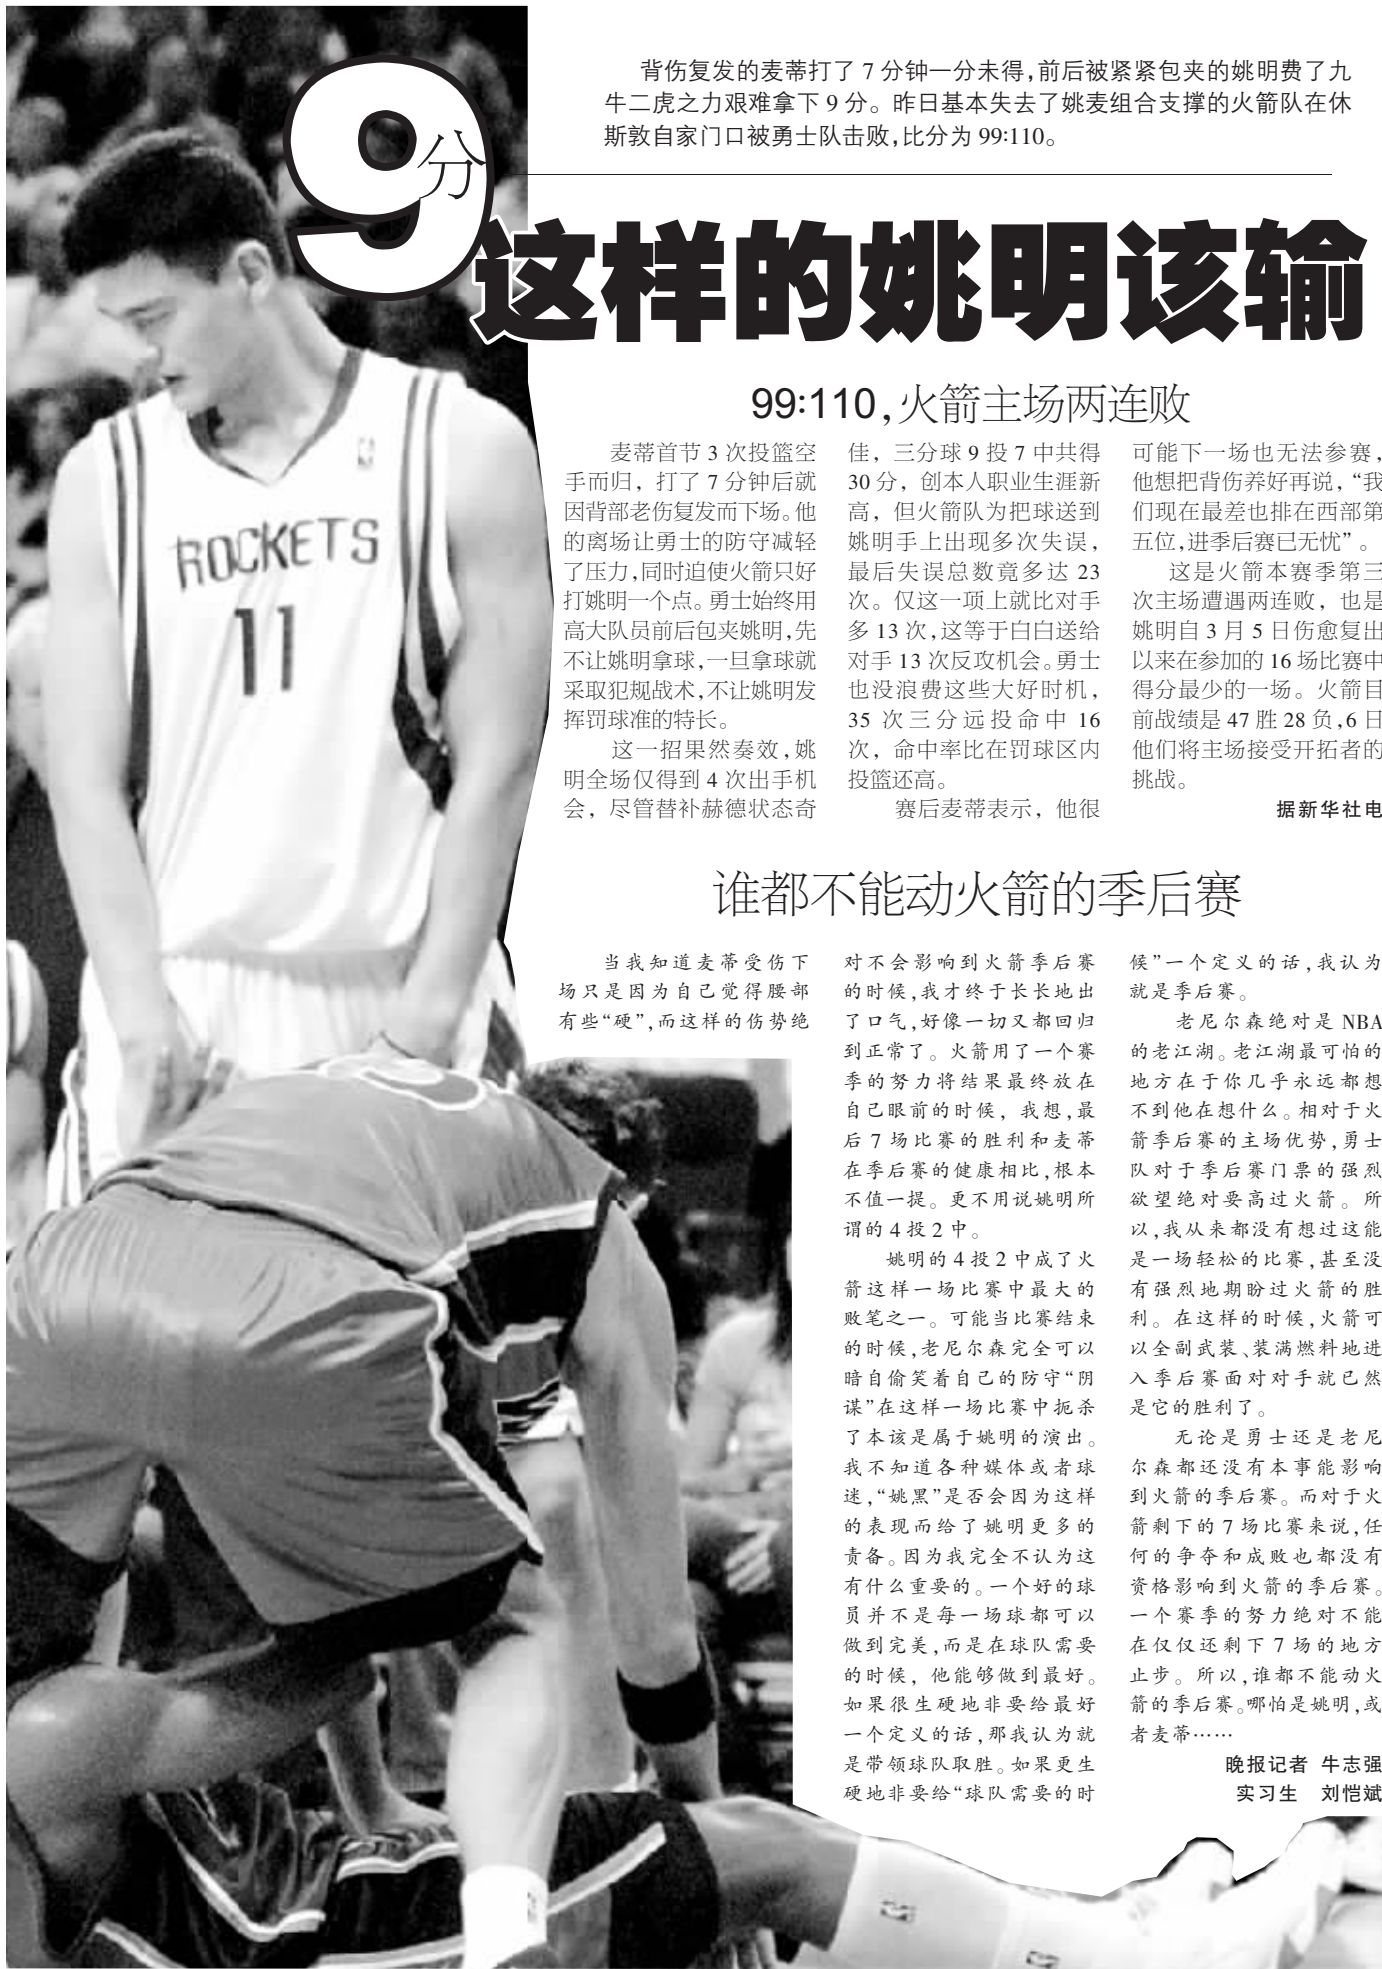 背伤复发的麦蒂打了 7 分钟一分未得,前后被紧紧包夹的姚明费了九
牛二虎之力艰难拿下 9 分。昨日基本失去了姚麦组合支撑的火箭队在休
斯敦自家门口被勇士队击败,比分为 99:110。
9分
这样的姚明该输
99:110,火箭主场两连败
麦蒂首节 3 次投篮空
手而归，打了 7 分钟后就
因背部老伤复发而下场。他
的离场让勇士的防守减轻
了压力,同时迫使火箭只好
打姚明一个点。勇士始终用
高大队员前后包夹姚明,先
不让姚明拿球,一旦拿球就
采取犯规战术,不让姚明发
挥罚球准的特长。
这一招果然奏效,姚
明全场仅得到 4 次出手机
会，尽管替补赫德状态奇
佳，三分球 9 投 7 中共得
30 分，创本人职业生涯新
高，但火箭队为把球送到
姚明手上出现多次失误，
最后失误总数竟多达 23
次。仅这一项上就比对手
多 13 次,这等于白白送给
对手 13 次反攻机会。勇士
也没浪费这些大好时机，
35 次三分远投命中 16
次，命中率比在罚球区内
投篮还高。
赛后麦蒂表示，他很
可能下一场也无法参赛，
他想把背伤养好再说，“我
们现在最差也排在西部第
五位,进季后赛已无忧”。
这是火箭本赛季第三
次主场遭遇两连败，也是
姚明自 3 月 5 日伤愈复出
以来在参加的 16 场比赛中
得分最少的一场。火箭目
前战绩是 47 胜 28 负,6 日
他们将主场接受开拓者的
挑战。
据新华社电
谁都不能动火箭的季后赛
当我知道麦蒂受伤下
场只是因为自己觉得腰部
有些“硬”,而这样的伤势绝
对不会影响到火箭季后赛
的时候,我才终于长长地出
了口气,好像一切又都回归
到正常了。火箭用了一个赛
季的努力将结果最终放在
自己眼前的时候，我想,最
后 7 场比赛的胜利和麦蒂
在季后赛的健康相比,根本
不值一提。更不用说姚明所
谓的 4 投 2 中。
姚明的 4 投 2 中成了火
箭这样一场比赛中最大的
败笔之一。可能当比赛结束
的时候,老尼尔森完全可以
暗自偷笑着自己的防守“阴
谋”在这样一场比赛中扼杀
了本该是属于姚明的演出。
我不知道各种媒体或者球
迷,“姚黑”是否会因为这样
的表现而给了姚明更多的
责备。因为我完全不认为这
有什么重要的。一个好的球
员并不是每一场球都可以
做到完美,而是在球队需要
的时候，他能够做到最好。
如果很生硬地非要给最好
一个定义的话,那我认为就
是带领球队取胜。如果更生
硬地非要给“球队需要的时
候”一个定义的话,我认为
就是季后赛。
老尼尔森绝对是 NBA
的老江湖。老江湖最可怕的
地方在于你几乎永远都想
不到他在想什么。相对于火
箭季后赛的主场优势,勇士
队对于季后赛门票的强烈
欲望绝对要高过火箭。所
以,我从来都没有想过这能
是一场轻松的比赛,甚至没
有强烈地期盼过火箭的胜
利。在这样的时候,火箭可
以全副武装、装满燃料地进
入季后赛面对对手就已然
是它的胜利了。
无论是勇士还是老尼
尔森都还没有本事能影响
到火箭的季后赛。而对于火
箭剩下的 7 场比赛来说,任
何的争夺和成败也都没有
资格影响到火箭的季后赛。
一个赛季的努力绝对不能
在仅仅还剩下 7 场的地方
止步。所以,谁都不能动火
箭的季后赛。哪怕是姚明,或
者麦蒂……
晚报记者 牛志强
实习生 刘恺斌
ROCKETS
11